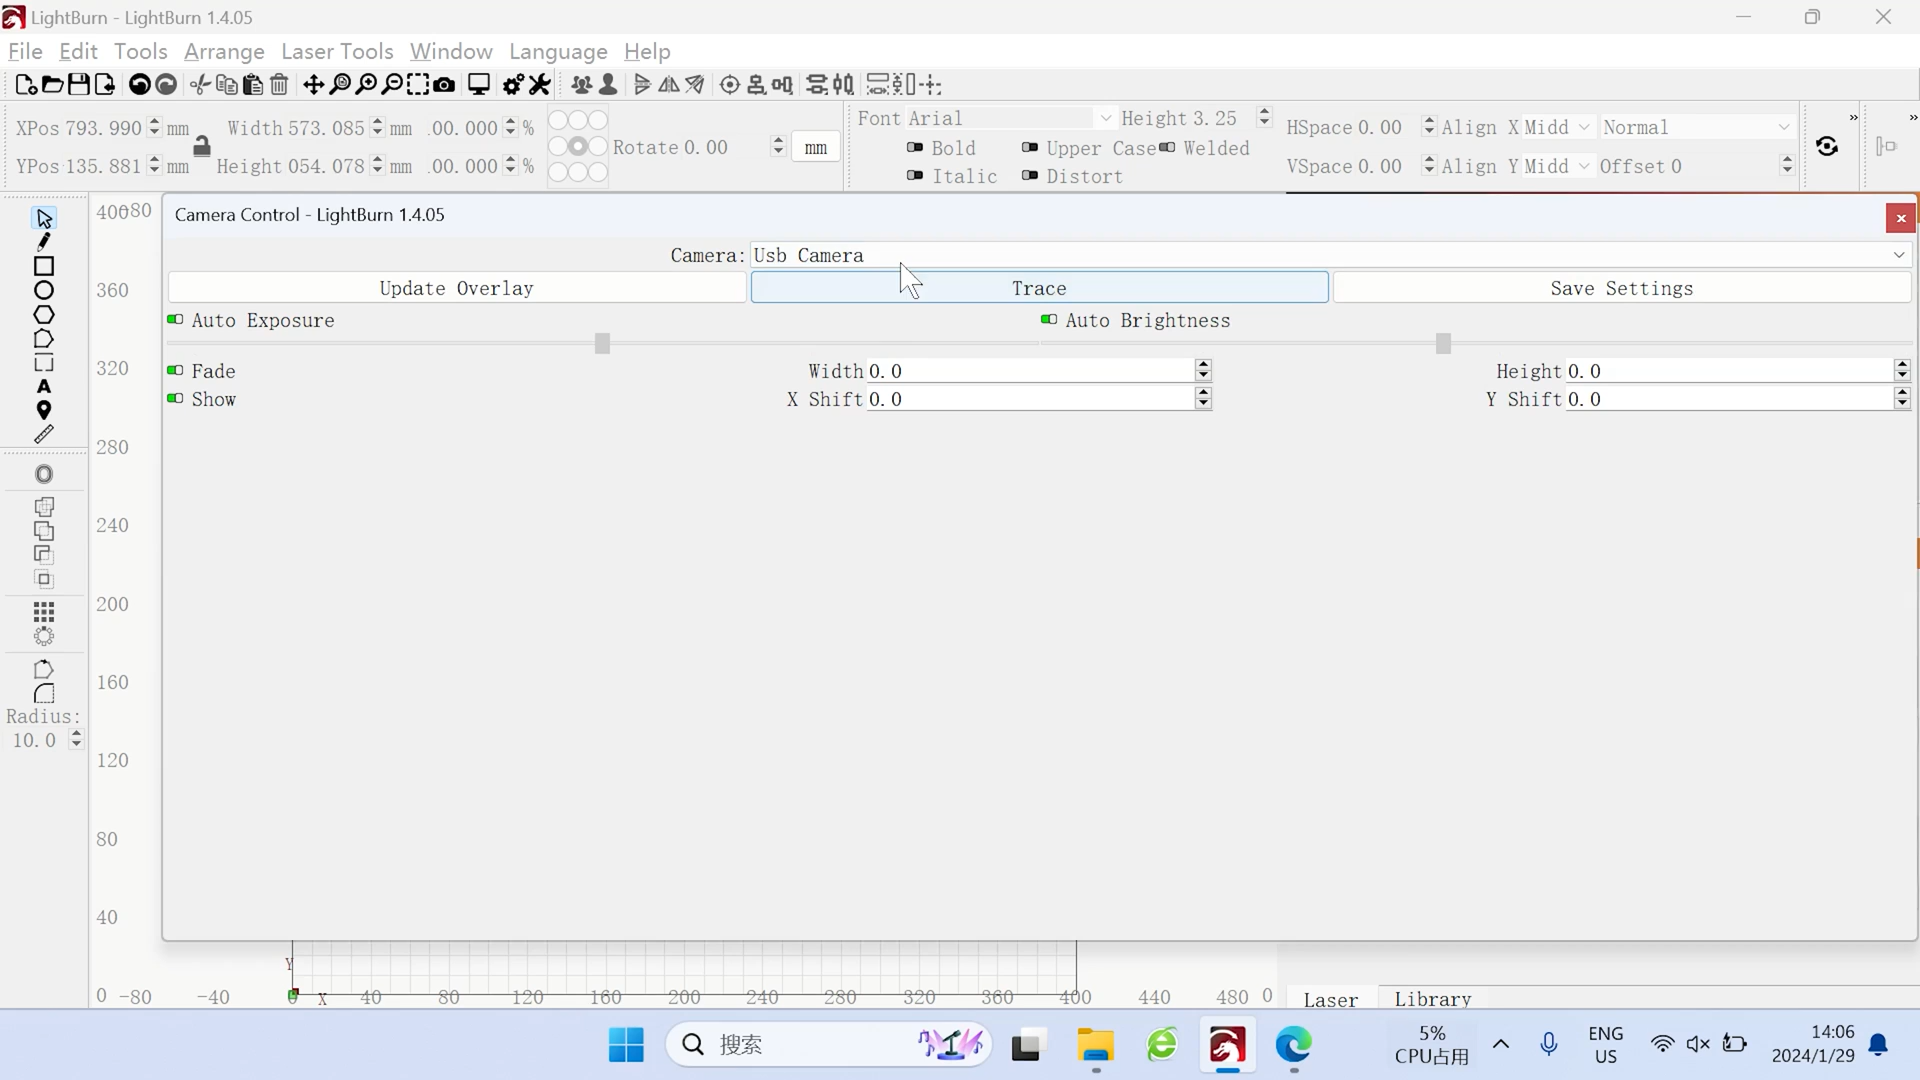 LightBurn - LightBurn 1.4.05
File Edit Tools Arrange Laser Tools Window Language Help
XPos 793.990 mm Width 573.085 mm .00.000 %
YPos 135.881 mm Height 054.078 mm .00.000 %
Rotate 0.00 mm
Font Arial Height 3.25
Bold Upper Case Welded
Italic Distort
HSpace 0.00 Align X Midd Normal
VSpace 0.00 Align Y Midd Offset 0
» »
Camera Control - LightBurn 1.4.05
Camera: Usb Camera
Update Overlay Trace Save Settings
Auto Exposure Auto Brightness
Fade Width 0.0 Height 0.0
Show X Shift 0.0 Y Shift 0.0
400 -80
360
320
280
240
200
160
120
80
40
0
Radius:
10.0
Y
X
-80 -40 0 40 80 120 160 200 240 280 320 360 400 440 480 0
Laser Library
搜索
5%
CPU占用
ENG
US
14:06
2024/1/29